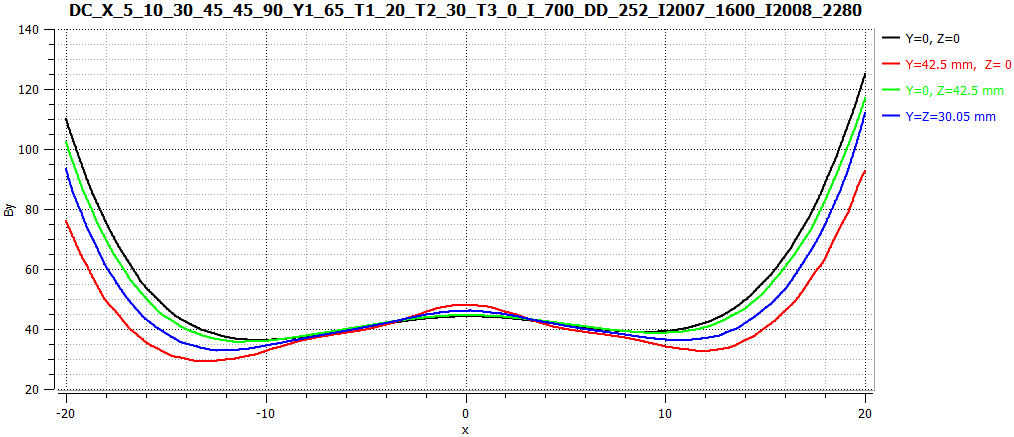 DC_X_5_10_30_45_45_90_Y1_65_T1_20_T2_30_T3_0_I_700_DD_252_I2007_1600_I2008_2280
140
120
100
80
60
40
20
By
-20
-10
0
10
20
x
Y=0, Z=0
Y=42.5 mm, Z= 0
Y=0, Z=42.5 mm
Y=Z=30.05 mm